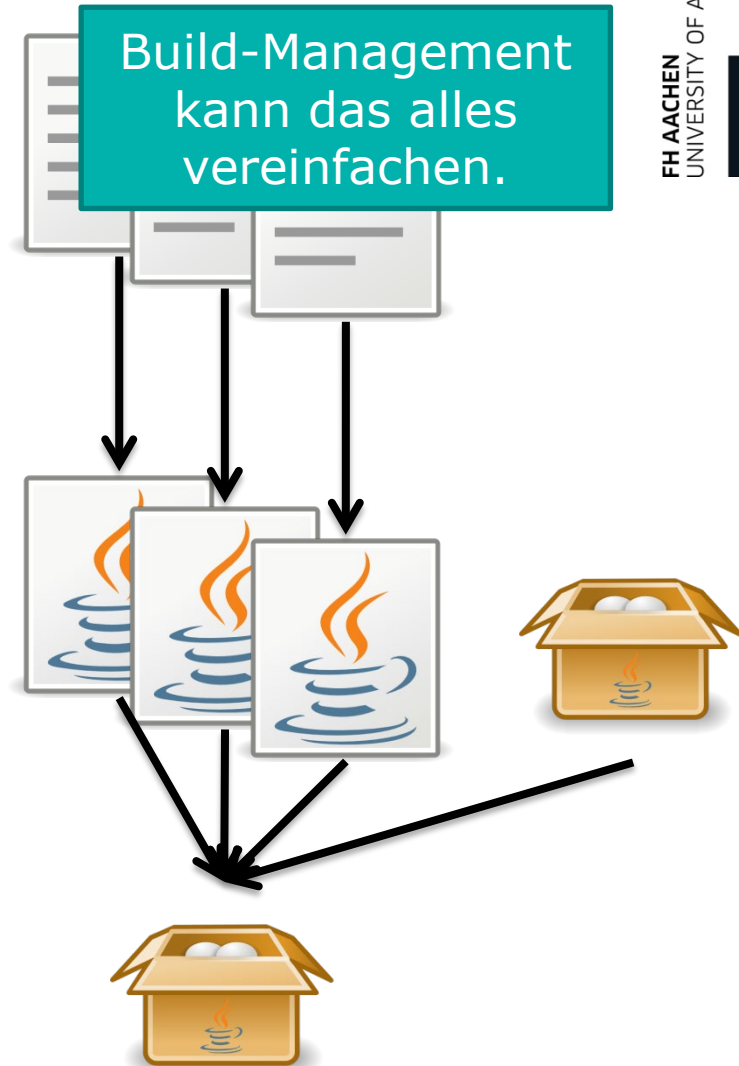 Build-Management
kann das alles
vereinfachen.
FH AACHEN
UNIVERSITY OF